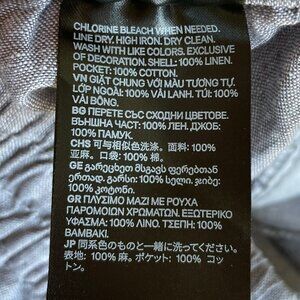 CHLORINE BLEACH WHEN NEEDED.
LINE DRY. HIGH IRON. DRY CLEAN.
WASH WITH LIKE COLORS. EXCLUSIVE
OF DECORATION. SHELL: 100% LINEN.
POCKET: 100% COTTON.
VN GIẶT CHUNG VỚI MÀU TƯƠNG TỰ.
LỚP NGOÀI: 100% VẢI LANH. TÚI: 100%
VẢI BÔNG.
BG ПЕРЕТЕ СЪС СХОДНИ ЦВЕТОВЕ.
ВЪНШНА ЧАСТ: 100% ЛЕН. ДЖОБ:
100% ПАМУК.
CHS 可与相似色洗涤。面料: 100%
亚麻。口袋: 100% 棉。
GE გარეცხეთ მსგავს ფერებთან
ერთად. გარსი: 100% სელი. ჯიბე:
100% კოტონი.
GR ΠΛΥΣΙΜΟ ΜΑΖΙ ΜΕ ΡΟΥΧΑ
ΠΑΡΟΜΟΙΩΝ ΧΡΩΜΑΤΩΝ. ΕΞΩΤΕΡΙΚΟ
ΥΦΑΣΜΑ: 100% ΛΙΝΟ. ΤΣΕΠΗ: 100%
ΒΑΜΒΑΚΙ.
JP 同系色のものと一緒に洗ってください。
表地: 100% 麻。ポケット: 100% コッ
トン。